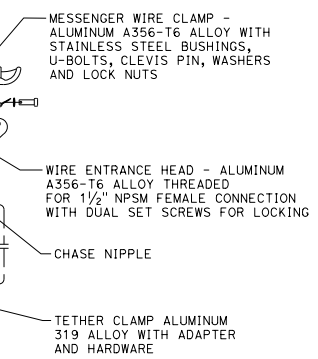 MESSENGER WIRE CLAMP -
ALUMINUM A356-T6 ALLOY WITH
STAINLESS STEEL BUSHINGS,
U-BOLTS, CLEVIS PIN, WASHERS
AND LOCK NUTS
WIRE ENTRANCE HEAD - ALUMINUM
A356-T6 ALLOY THREADED
FOR 1½" NPSM FEMALE CONNECTION
WITH DUAL SET SCREWS FOR LOCKING
CHASE NIPPLE
TETHER CLAMP ALUMINUM
319 ALLOY WITH ADAPTER
AND HARDWARE